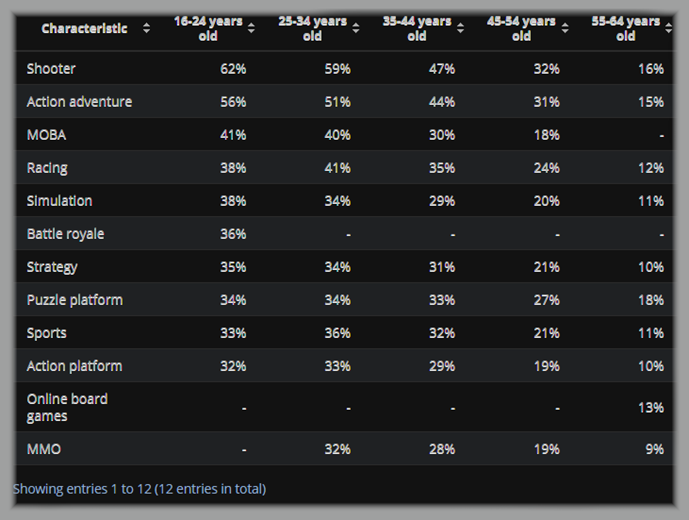 Characteristic 16-24 years old 25-34 years old 35-44 years old 45-54 years old 55-64 years old
Shooter 62% 59% 47% 32% 16%
Action adventure 56% 51% 44% 31% 15%
MOBA 41% 40% 30% 18% -
Racing 38% 41% 35% 24% 12%
Simulation 38% 34% 29% 20% 11%
Battle royale 36% - - - -
Strategy 35% 34% 31% 21% 10%
Puzzle platform 34% 34% 33% 27% 18%
Sports 33% 36% 32% 21% 11%
Action platform 32% 33% 29% 19% 10%
Online board games - - - - 13%
MMO - 32% 28% 19% 9%
Showing entries 1 to 12 (12 entries in total)